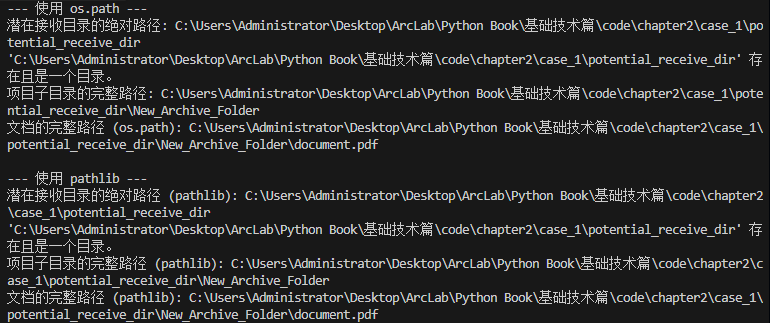 --- 使用 os.path ---
潜在接收目录的绝对路径: C:\Users\Administrator\Desktop\ArcLab\Python Book\基础技术篇\code\chapter2\case_1\po
tential_receive_dir
'C:\Users\Administrator\Desktop\ArcLab\Python Book\基础技术篇\code\chapter2\case_1\potential_receive_dir' 存
在且是一个目录。
项目子目录的完整路径: C:\Users\Administrator\Desktop\ArcLab\Python Book\基础技术篇\code\chapter2\case_1\pote
ntial_receive_dir\New_Archive_Folder
文档的完整路径 (os.path): C:\Users\Administrator\Desktop\ArcLab\Python Book\基础技术篇\code\chapter2\case_1\
potential_receive_dir\New_Archive_Folder\document.pdf
--- 使用 pathlib ---
潜在接收目录的绝对路径 (pathlib): C:\Users\Administrator\Desktop\ArcLab\Python Book\基础技术篇\code\chapter2
\case_1\potential_receive_dir
'C:\Users\Administrator\Desktop\ArcLab\Python Book\基础技术篇\code\chapter2\case_1\potential_receive_dir' 存
在且是一个目录。
项目子目录的完整路径 (pathlib): C:\Users\Administrator\Desktop\ArcLab\Python Book\基础技术篇\code\chapter2\c
ase_1\potential_receive_dir\New_Archive_Folder
文档的完整路径 (pathlib): C:\Users\Administrator\Desktop\ArcLab\Python Book\基础技术篇\code\chapter2\case_1\
potential_receive_dir\New_Archive_Folder\document.pdf